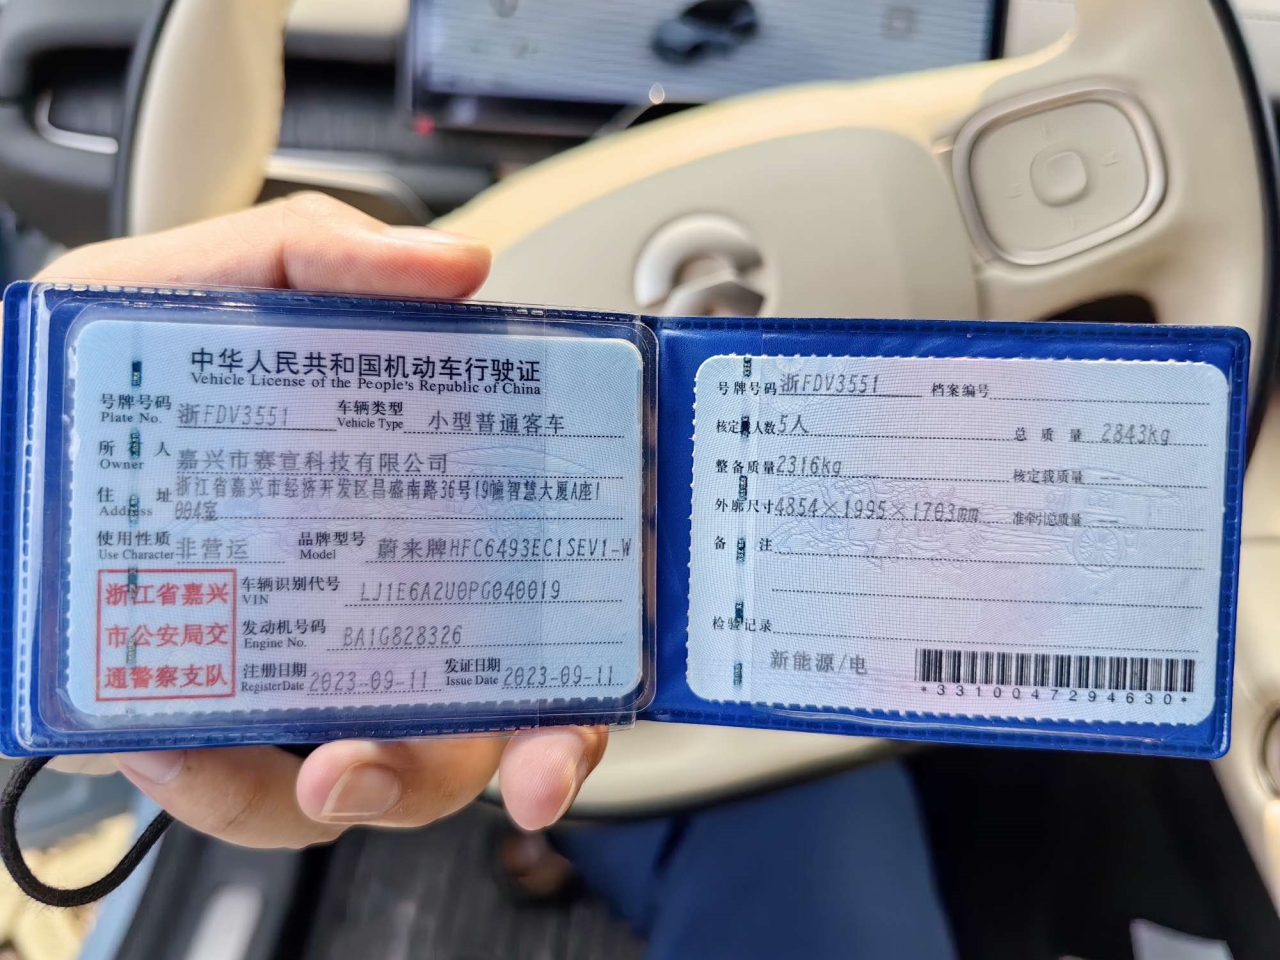 中华人民共和国机动车行驶证
Vehicle License of the People's Republic of China
号牌号码 浙FDV3551 车辆类型 小型普通客车
Plate No. Vehicle Type
所有人 嘉兴市赛宣科技有限公司
Owner
住址 浙江省嘉兴市经济开发区昌盛南路36号19幢智慧大厦A座1
Address 004室
使用性质 非营运 品牌型号 蔚来牌HFC6493EC1SEV1-W
Use Character Model
浙江省嘉兴
市公安局交
通警察支队
车辆识别代号 LJ1E6A2U0PG040019
VIN
发动机号码 BA1G828326
Engine No.
注册日期 2023-09-11 发证日期 2023-09-11
Register Date Issue Date
号牌号码 浙FDV3551 档案编号
核定载人数 5人 总质量 2843kg
整备质量 2316kg 核定载质量 --
外廓尺寸 4854×1995×1703mm 准牵引总质量 --
备注
检验记录
新能源/电
*3310047294630*